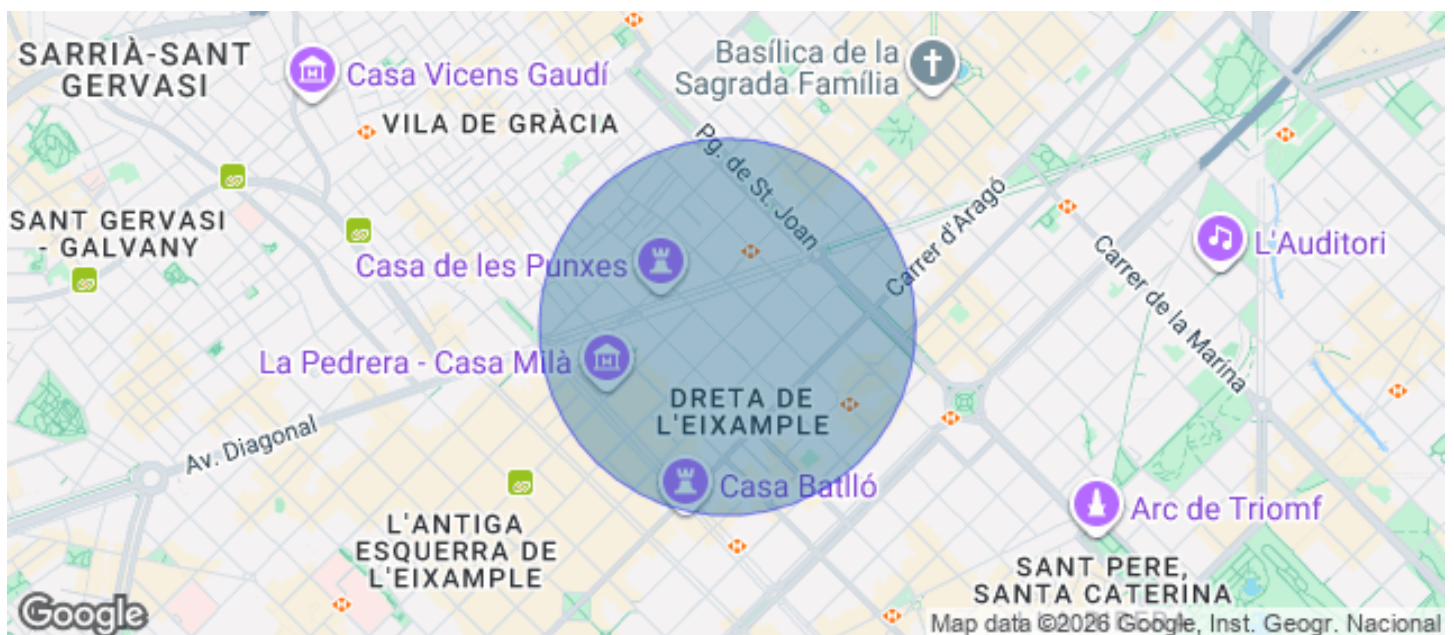 SARRIÀ-SANT
GERVASI
Casa Vicens Gaudí
VILA DE GRÀCIA
Basílica de la
Sagrada Família
Pg. de St. Joan
SANT GERVASI
- GALVANY
Casa de les Punxes
Carrer d'Aragó
L'Auditori
Carrer de la Marina
La Pedrera - Casa Milà
DRETA DE
L'EIXAMPLE
Av. Diagonal
Casa Batlló
Arc de Triomf
L'ANTIGA
ESQUERRA DE
L'EIXAMPLE
SANT PERE,
SANTA CATERINA
Google
Map data ©2026 Google, Inst. Geogr. Nacional